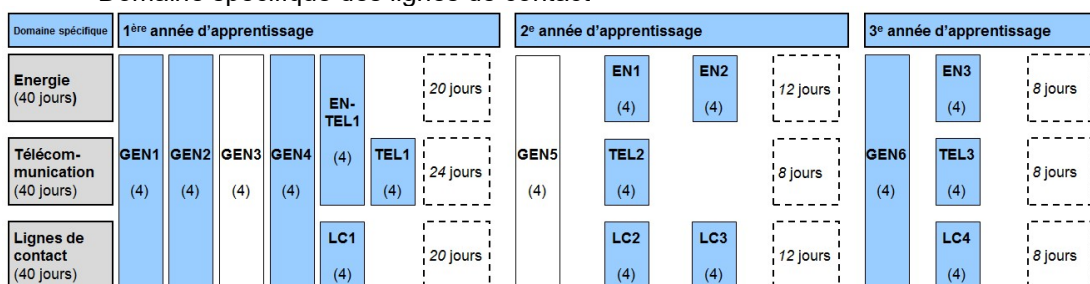 Domaine spécifique des lignes de contact
Domaine spécifique
1ère année d'apprentissage
2e année d'apprentissage
3e année d'apprentissage
Energie
(40 jours)
EN-
TEL1
(4)
20 jours
EN1
(4)
EN2
(4)
12 jours
EN3
(4)
8 jours
Télécom-
munication
(40 jours)
GEN1
(4)
GEN2
(4)
GEN3
(4)
GEN4
(4)
TEL1
(4)
24 jours
GEN5
(4)
TEL2
(4)
8 jours
GEN6
(4)
TEL3
(4)
8 jours
Lignes de
contact
(40 jours)
LC1
(4)
20 jours
LC2
(4)
LC3
(4)
12 jours
LC4
(4)
8 jours